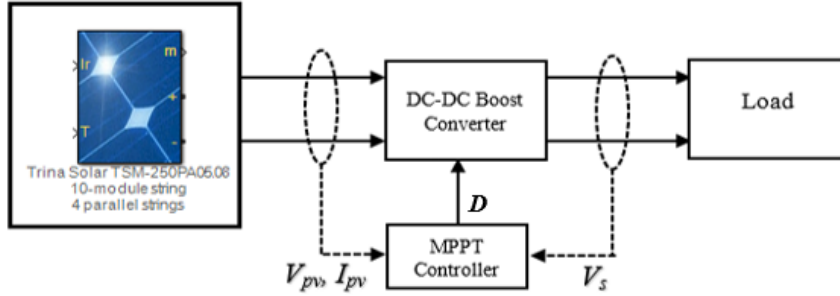 Ir
m
+
T
-
Trina Solar TSM-250PA05.08
10-module string
4 parallel strings
DC-DC Boost
Converter
Load
D
MPPT
Controller
Vpv, Ipv
Vs